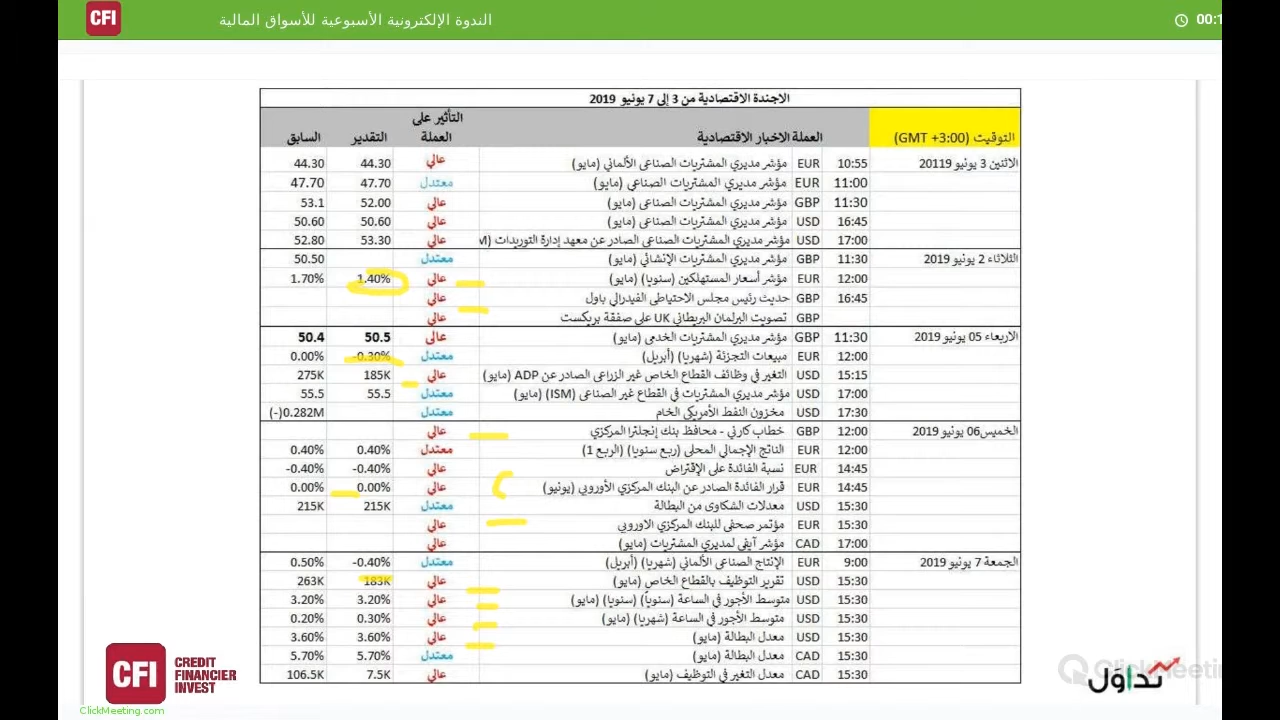 CFI
الندوة الإلكترونية الأسبوعية للأسواق المالية
الاجندة الاقتصادية من 3 إلى 7 يونيو 2019
التوقيت (GMT +3:00) العملة الاخبار الاقتصادية التأثير على العملة التقدير السابق
الاثنين 3 يونيو 20119 10:55 EUR مؤشر مديري المشتريات الصناعي الألماني (مايو) عالي 44.30 44.30
11:00 EUR مؤشر مديري المشتريات الصناعي (مايو) معتدل 47.70 47.70
11:30 GBP مؤشر مديري المشتريات الصناعي (مايو) عالي 52.00 53.1
16:45 USD مؤشر مديري المشتريات الصناعي (مايو) عالي 50.60 50.60
17:00 USD مؤشر مديري المشتريات الصناعي الصادر عن معهد إدارة التوريدات (M عالي 53.30 52.80
الثلاثاء 2 يونيو 2019 11:30 GBP مؤشر مديري المشتريات الإنشائي (مايو) معتدل 50.50
12:00 EUR مؤشر أسعار المستهلكين (سنويا) (مايو) عالي 1.40% 1.70%
16:45 GBP حديث رئيس مجلس الاحتياطي الفيدرالي باول عالي
GBP تصويت البرلمان البريطاني UK على صفقة بريكست عالي
الاربعاء 05 يونيو 2019 11:30 GBP مؤشر مديري المشتريات الخدمي (مايو) عالي 50.5 50.4
12:00 EUR مبيعات التجزئة (شهريا) (أبريل) معتدل -0.30% 0.00%
15:15 USD التغير في وظائف القطاع الخاص غير الزراعي الصادر عن ADP (مايو) عالي 185K 275K
17:00 USD مؤشر مديري المشتريات في القطاع غير الصناعي (ISM) (مايو) معتدل 55.5 55.5
17:30 USD مخزون النفط الأمريكي الخام معتدل (-)0.282M
الخميس06 يونيو 2019 12:00 GBP خطاب كارني - محافظ بنك إنجلترا المركزي عالي
12:00 EUR الناتج الإجمالي المحلي (ربع سنويا) (الربع 1) معتدل 0.40% 0.40%
14:45 EUR نسبة الفائدة على الإقتراض عالي -0.40% -0.40%
14:45 EUR قرار الفائدة الصادر عن البنك المركزي الأوروبي (يونيو) عالي 0.00% 0.00%
15:30 USD معدلات الشكاوى من البطالة معتدل 215K 215K
15:30 EUR مؤتمر صحفي للبنك المركزي الاوروبي عالي
17:00 CAD مؤشر آيفي لمديري المشتريات (مايو) عالي
الجمعة 7 يونيو 2019 9:00 EUR الإنتاج الصناعي الألماني (شهريا) (أبريل) معتدل -0.40% 0.50%
15:30 USD تقرير التوظيف بالقطاع الخاص (مايو) عالي 183K 263K
15:30 USD متوسط الأجور في الساعة (سنوياً) (سنويا) (مايو) عالي 3.20% 3.20%
15:30 USD متوسط الأجور في الساعة (شهريا) (مايو) عالي 0.30% 0.20%
15:30 USD معدل البطالة (مايو) عالي 3.60% 3.60%
15:30 CAD معدل البطالة (مايو) معتدل 5.70% 5.70%
15:30 CAD معدل التغير في التوظيف (مايو) عالي 7.5K 106.5K
CFI CREDIT FINANCIER INVEST
ClickMeeting.com
تداول